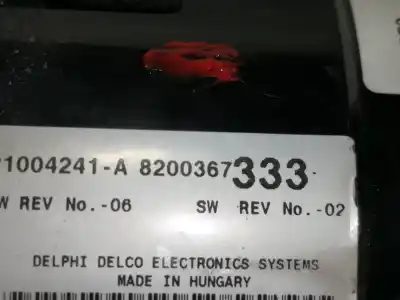 71004241-A 8200367333
W REV No.-06 SW REV No.-02
DELPHI DELCO ELECTRONICS SYSTEMS
MADE IN HUNGARY